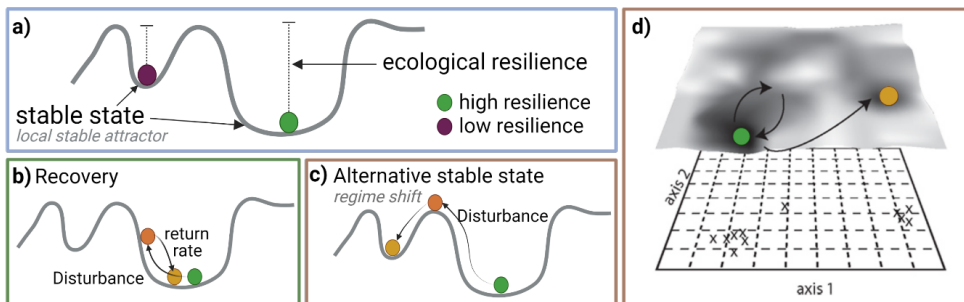 a)
ecological resilience
stable state
local stable attractor
high resilience
low resilience
b) Recovery
return
rate
Disturbance
c) Alternative stable state
regime shift
Disturbance
d)
axis 2
x
x x x x
x x x
x
x x x x
axis 1